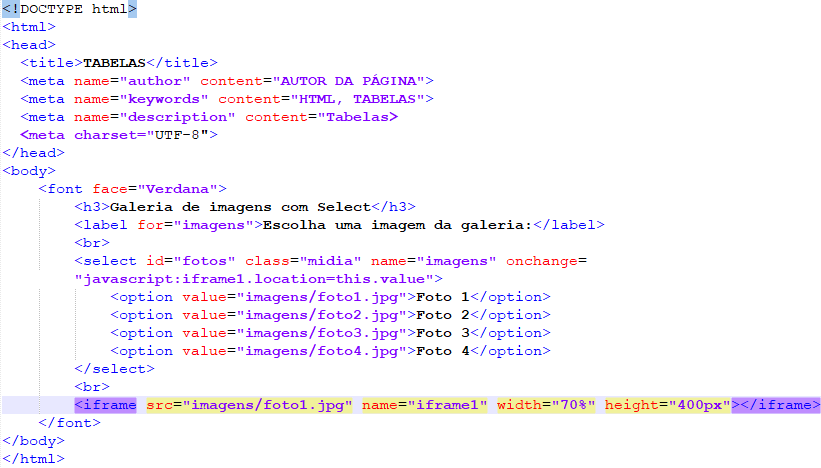 <!DOCTYPE html>
<html>
<head>
<title>TABELAS</title>
<meta name="author" content="AUTOR DA PÁGINA">
<meta name="keywords" content="HTML, TABELAS">
<meta name="description" content="Tabelas>
<meta charset="UTF-8">
</head>
<body>
<font face="Verdana">
<h3>Galeria de imagens com Select</h3>
<label for="imagens">Escolha uma imagem da galeria:</label>
<br>
<select id="fotos" class="midia" name="imagens" onchange=
"javascript:iframe1.location=this.value">
<option value="imagens/foto1.jpg">Foto 1</option>
<option value="imagens/foto2.jpg">Foto 2</option>
<option value="imagens/foto3.jpg">Foto 3</option>
<option value="imagens/foto4.jpg">Foto 4</option>
</select>
<br>
<iframe src="imagens/foto1.jpg" name="iframe1" width="70%" height="400px"></iframe>
</font>
</body>
</html>